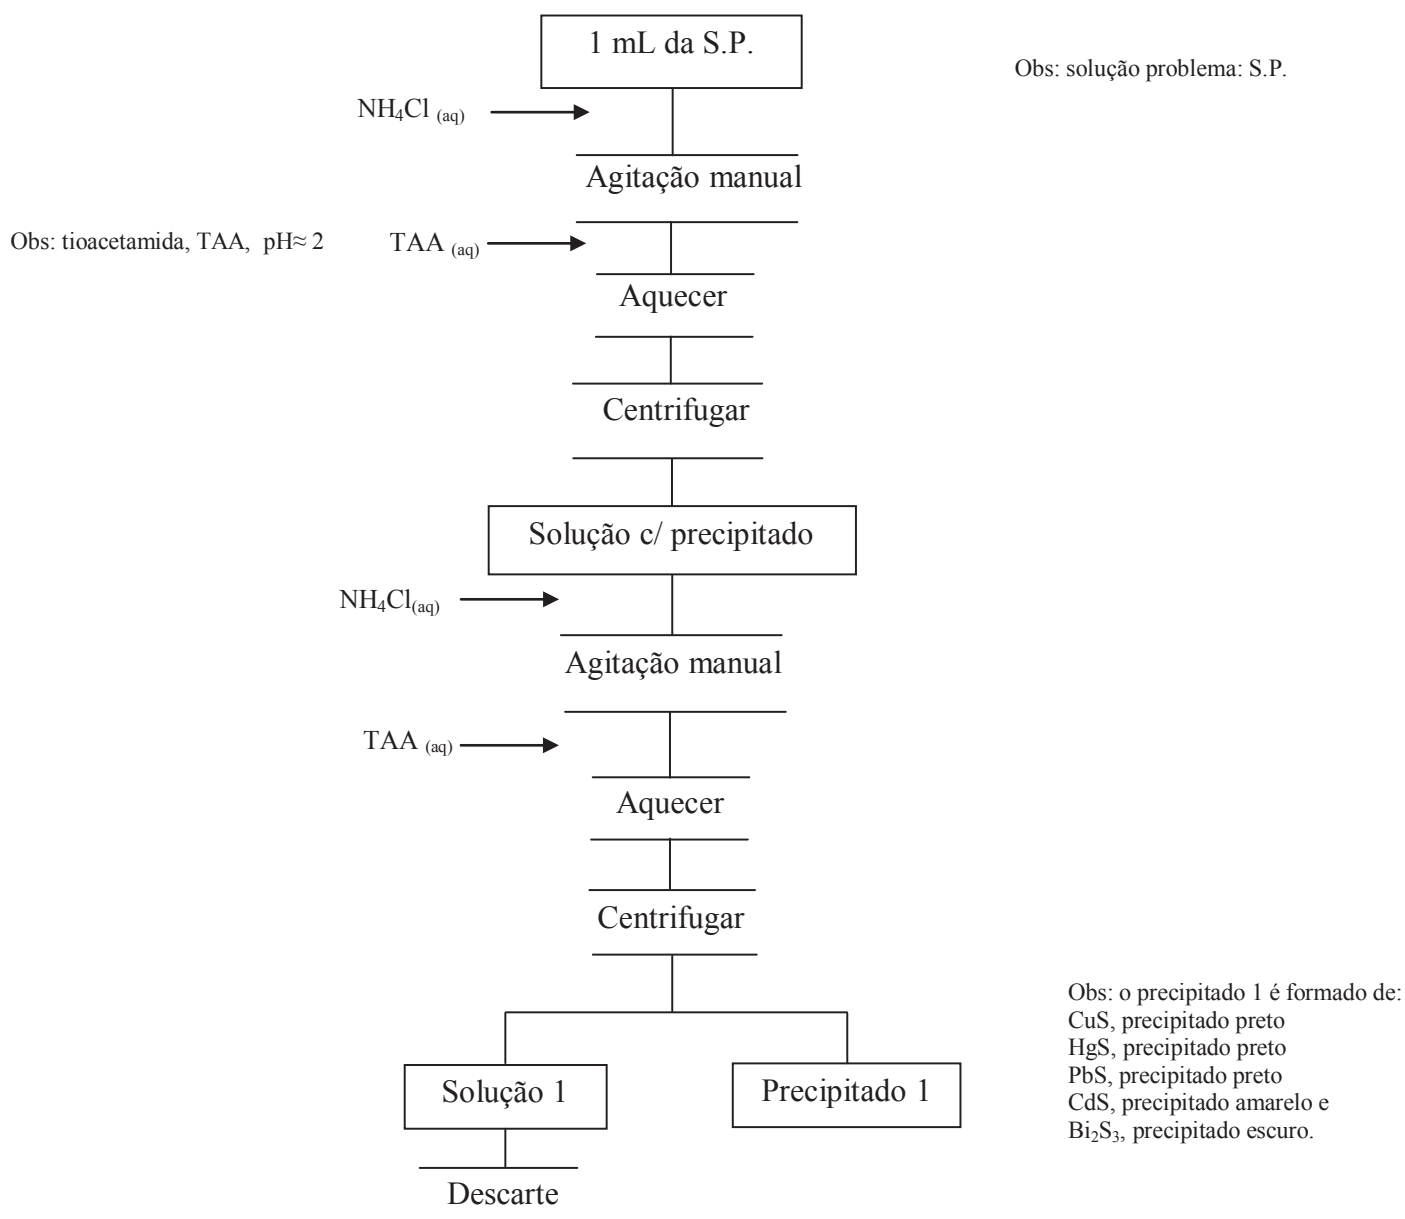 1 mL da S.P.
Obs: solução problema: S.P.
NH₄Cl (aq)
Agitação manual
Obs: tioacetamida, TAA, pH≈ 2
TAA (aq)
Aquecer
Centrifugar
Solução c/ precipitado
NH₄Cl(aq)
Agitação manual
TAA (aq)
Aquecer
Centrifugar
Obs: o precipitado 1 é formado de:
CuS, precipitado preto
HgS, precipitado preto
PbS, precipitado preto
CdS, precipitado amarelo e
Bi₂S₃, precipitado escuro.
Solução 1
Precipitado 1
Descarte